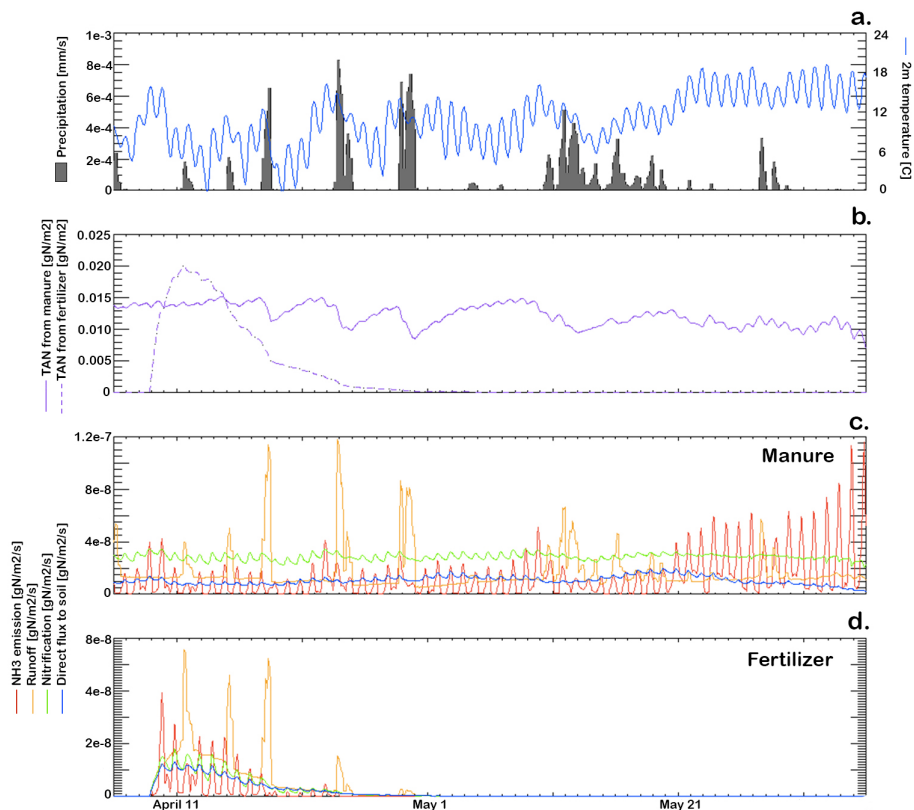 a.
Precipitation [mm/s]
1e-3
8e-4
6e-4
4e-4
2e-4
0
24
18
12
6
0
2m temperature [C]
b.
TAN from manure [gN/m2]
TAN from fertilizer [gN/m2]
0.025
0.020
0.015
0.010
0.005
0
c.
Manure
1.2e-7
8e-8
4e-8
0
NH3 emission [gN/m2/s]
Runoff [gN/m2/s]
Nitrification [gN/m2/s]
Direct flux to soil [gN/m2/s]
d.
Fertilizer
8e-8
4e-8
2e-8
0
April 11
May 1
May 21